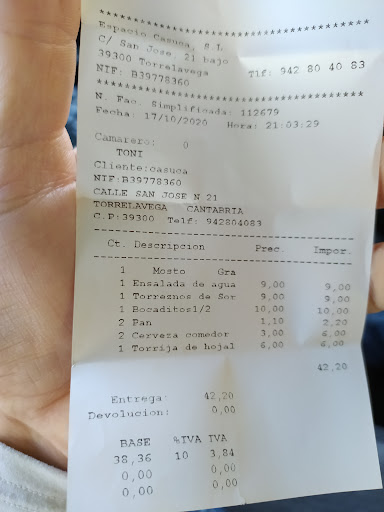 ****************************************
Espacio Casuca, S.L
C/ San Jose, 21 bajo
39300 Torrelavega
NIF: B39778360 Tlf: 942 80 40 83
****************************************
N. Fac. Simplificada: 112679
Fecha: 17/10/2020 Hora: 21:03:29
Camarero: 0
TONI
Cliente:casuca
NIF:B39778360
CALLE SAN JOSE N 21
TORRELAVEGA CANTABRIA
C.P:39300 Telf: 942804083
----------------------------------------
Ct. Descripcion Prec. Impor.
----------------------------------------
1 Mosto Gra
1 Ensalada de agua 9,00 9,00
1 Torreznos de Sor 9,00 9,00
1 Bocaditos1/2 10,00 10,00
2 Pan 1,10 2,20
2 Cerveza comedor 3,00 6,00
1 Torrija de hojal 6,00 6,00
42,20
Entrega: 42,20
Devolucion: 0,00
BASE %IVA IVA
38,36 10 3,84
0,00 0,00
0,00 0,00